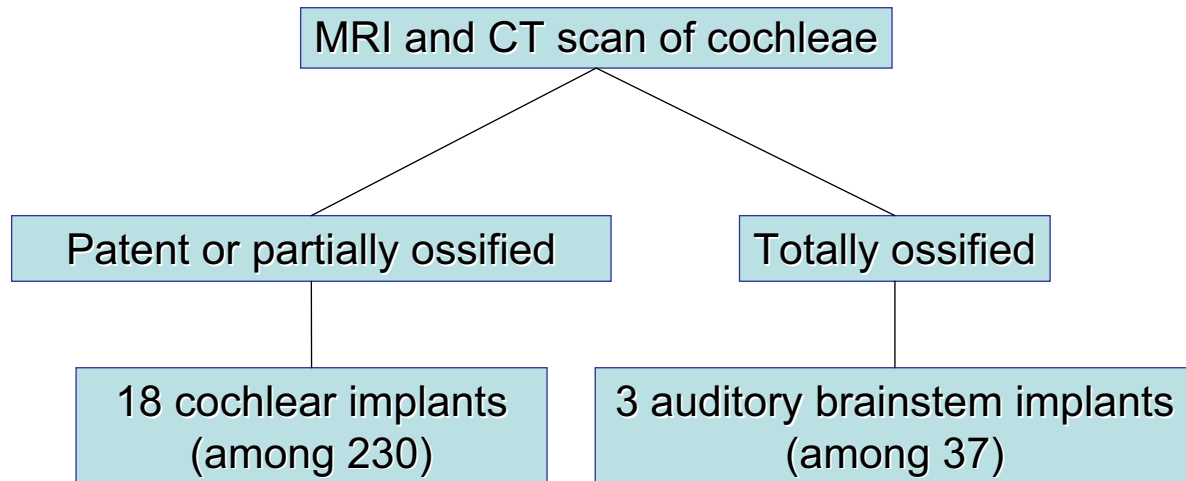 MRI and CT scan of cochleae
Patent or partially ossified
Totally ossified
18 cochlear implants
(among 230)
3 auditory brainstem implants
(among 37)